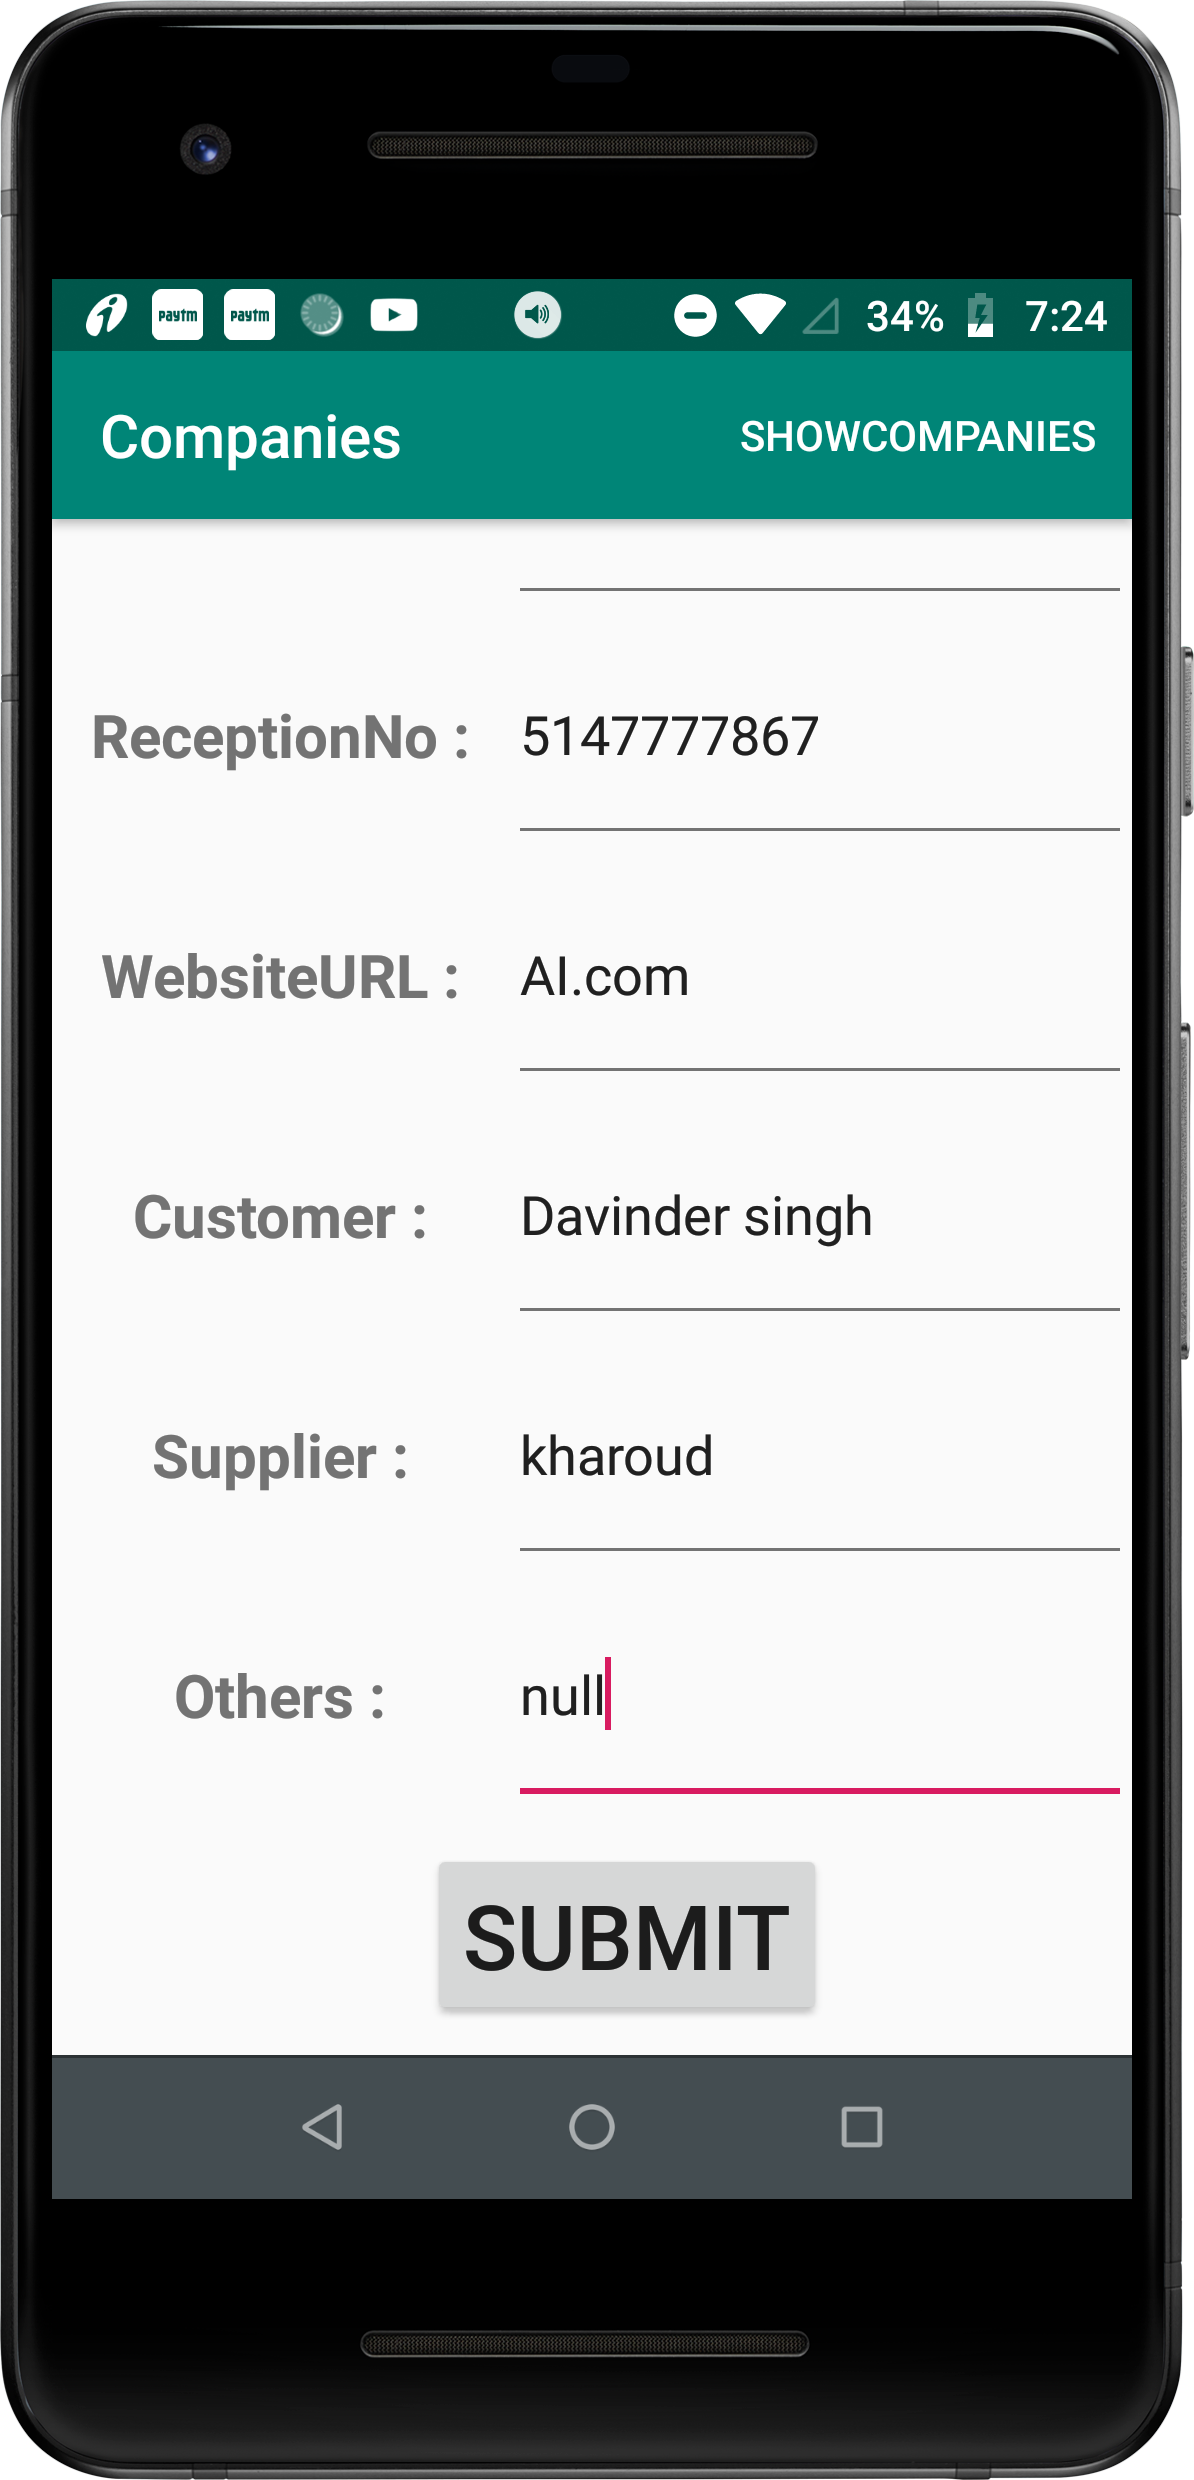 paytm paytm 34% 7:24
Companies SHOWCOMPANIES
ReceptionNo : 5147777867
WebsiteURL : AI.com
Customer : Davinder singh
Supplier : kharoud
Others : null
SUBMIT